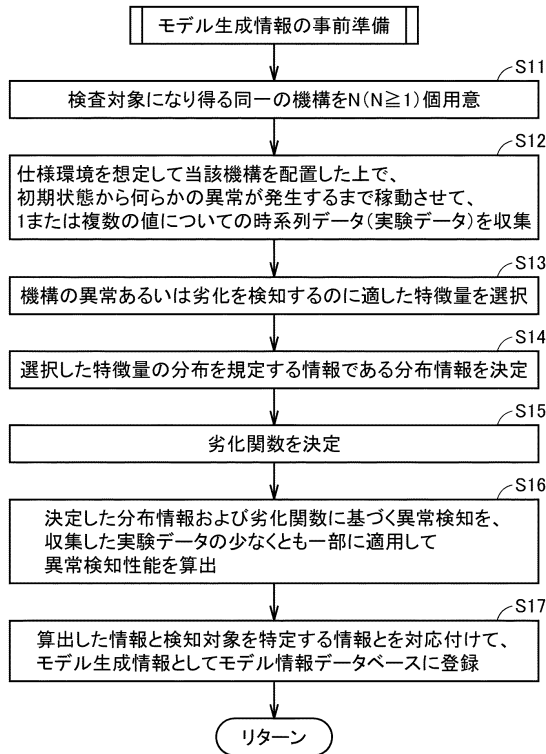 モデル生成情報の事前準備
S11
検査対象になり得る同一の機構をN(N≧1)個用意
S12
仕様環境を想定して当該機構を配置した上で、
初期状態から何らかの異常が発生するまで稼動させて、
1または複数の値についての時系列データ(実験データ)を収集
S13
機構の異常あるいは劣化を検知するのに適した特徴量を選択
S14
選択した特徴量の分布を規定する情報である分布情報を決定
S15
劣化関数を決定
S16
決定した分布情報および劣化関数に基づく異常検知を、
収集した実験データの少なくとも一部に適用して
異常検知性能を算出
S17
算出した情報と検知対象を特定する情報とを対応付けて、
モデル生成情報としてモデル情報データベースに登録
リターン